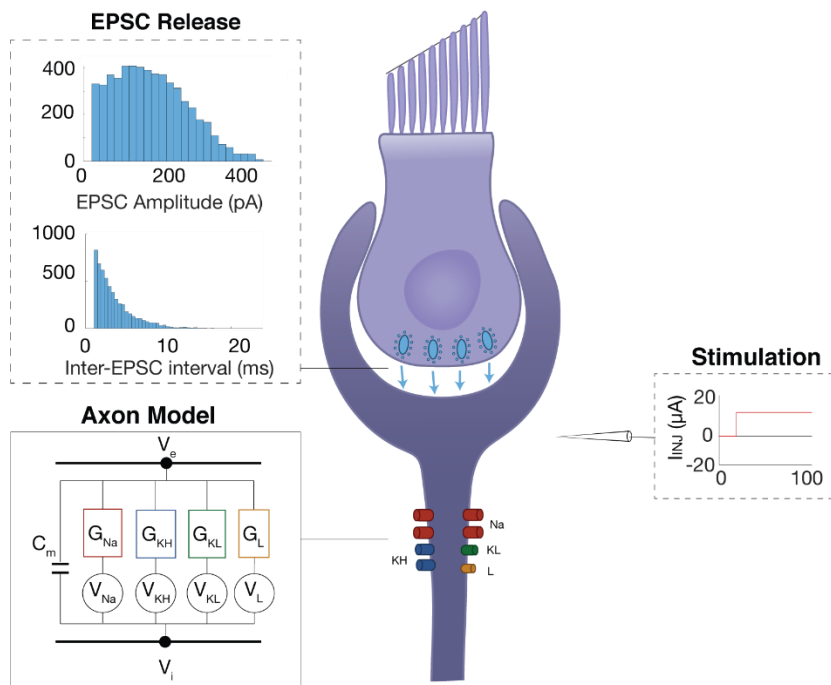 EPSC Release
400
200
0
0 200 400
EPSC Amplitude (pA)
1000
500
0
0 10 20
Inter-EPSC interval (ms)
Axon Model
Ve
Cm
GNa GKH GKL GL
VNa VKH VKL VL
Vi
Na
KH KL
L
Stimulation
IINJ (µA)
20
0
-20
0 100